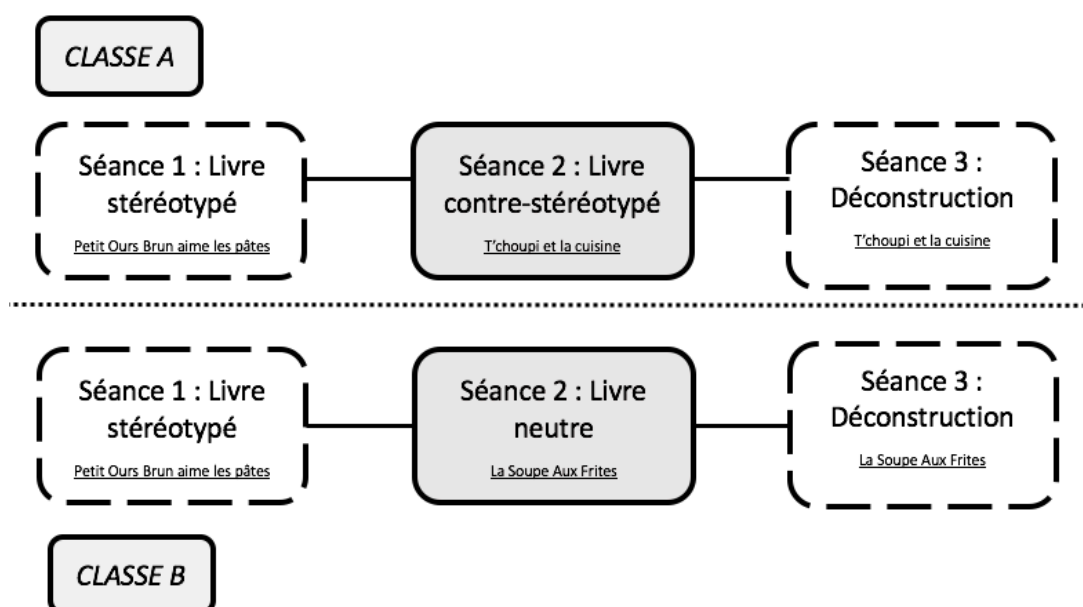 CLASSE A
Séance 1 : Livre
stéréotypé
Petit Ours Brun aime les pâtes
Séance 2 : Livre
contre-stéréotypé
T'choupi et la cuisine
Séance 3 :
Déconstruction
T'choupi et la cuisine
Séance 1 : Livre
stéréotypé
Petit Ours Brun aime les pâtes
Séance 2 : Livre
neutre
La Soupe Aux Frites
Séance 3 :
Déconstruction
La Soupe Aux Frites
CLASSE B